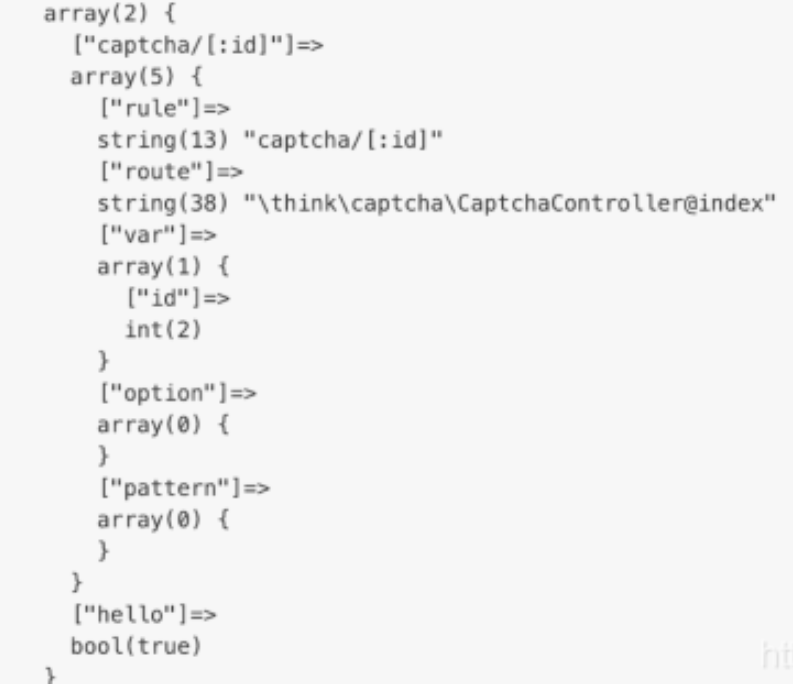 array(2) {
["captcha/[:id]"]=>
array(5) {
["rule"]=>
string(13) "captcha/[:id]"
["route"]=>
string(38) "\think\captcha\CaptchaController@index"
["var"]=>
array(1) {
["id"]=>
int(2)
}
["option"]=>
array(0) {
}
["pattern"]=>
array(0) {
}
}
["hello"]=>
bool(true)
}